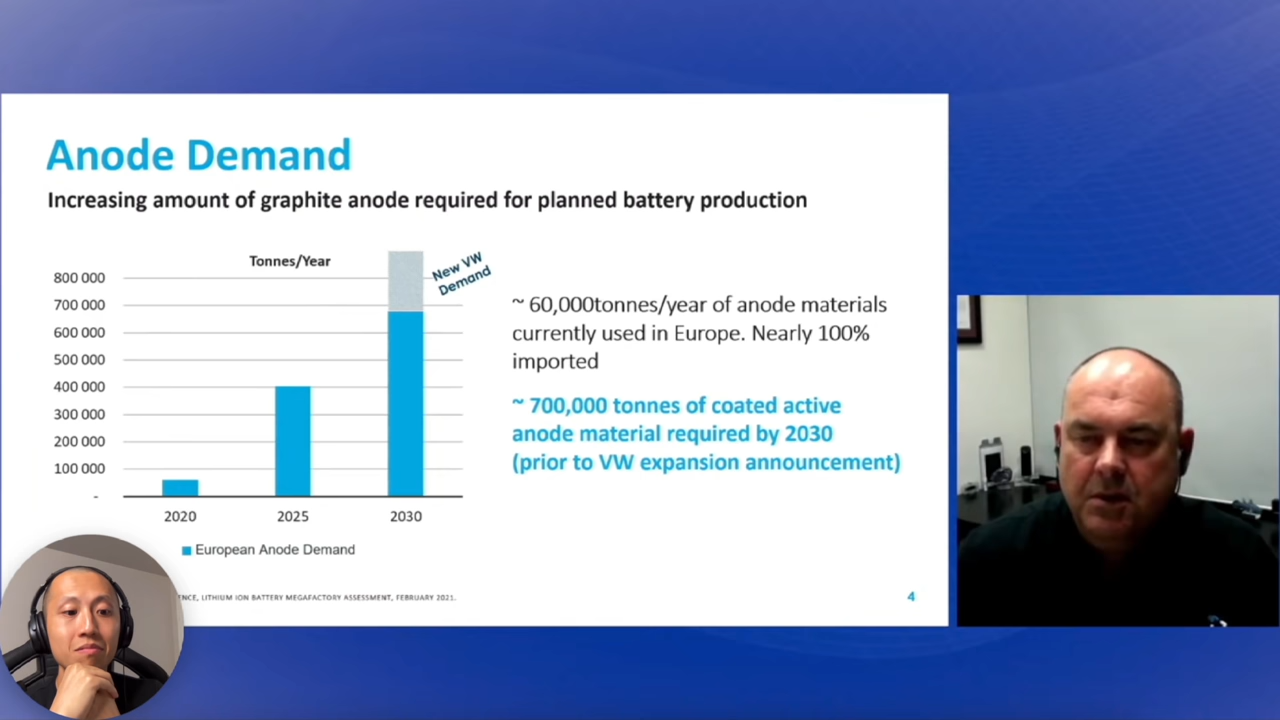 Anode Demand
Increasing amount of graphite anode required for planned battery production
Tonnes/Year
New VW
Demand
800 000
700 000
600 000
500 000
400 000
300 000
200 000
100 000
-
2020
2025
2030
European Anode Demand
~ 60,000tonnes/year of anode materials
currently used in Europe. Nearly 100%
imported
~ 700,000 tonnes of coated active
anode material required by 2030
(prior to VW expansion announcement)
LITHIUM ION BATTERY MEGAFACTORY ASSESSMENT, FEBRUARY 2021.
4